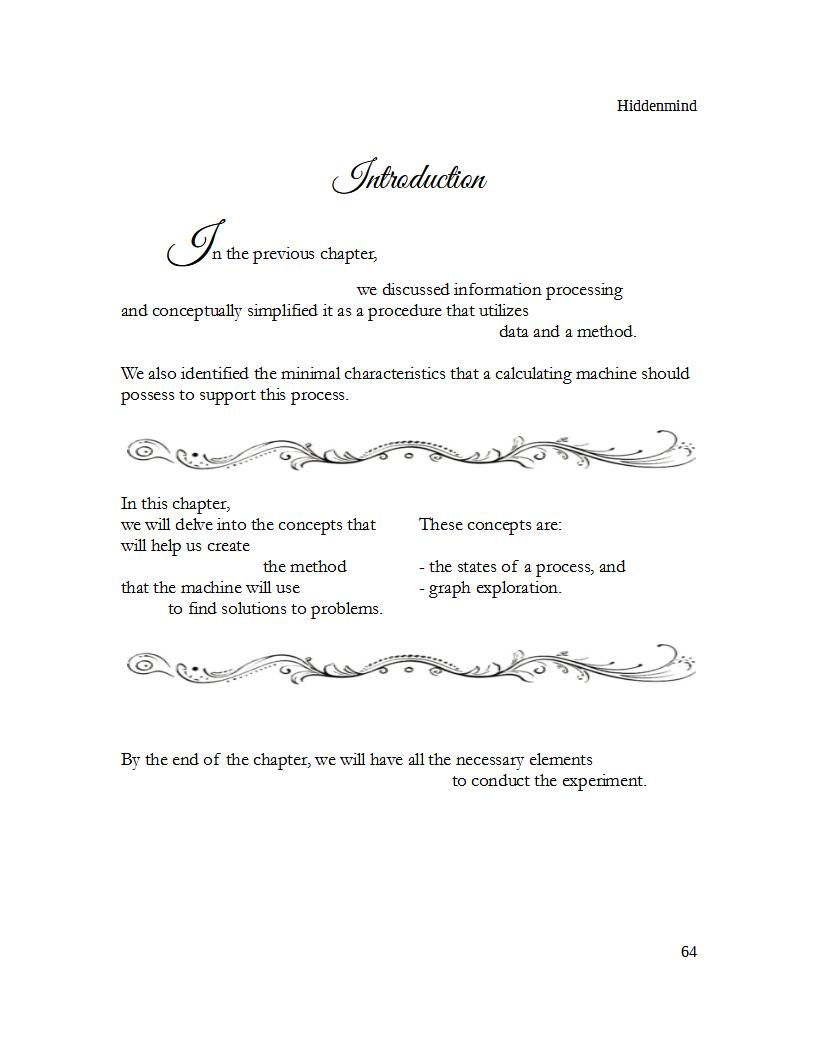 Hiddenmind
Introduction
In the previous chapter,
we discussed information processing
and conceptually simplified it as a procedure that utilizes
data and a method.
We also identified the minimal characteristics that a calculating machine should
possess to support this process.
In this chapter,
we will delve into the concepts that
will help us create
the method
that the machine will use
to find solutions to problems.
These concepts are:
- the states of a process, and
- graph exploration.
By the end of the chapter, we will have all the necessary elements
to conduct the experiment.
64